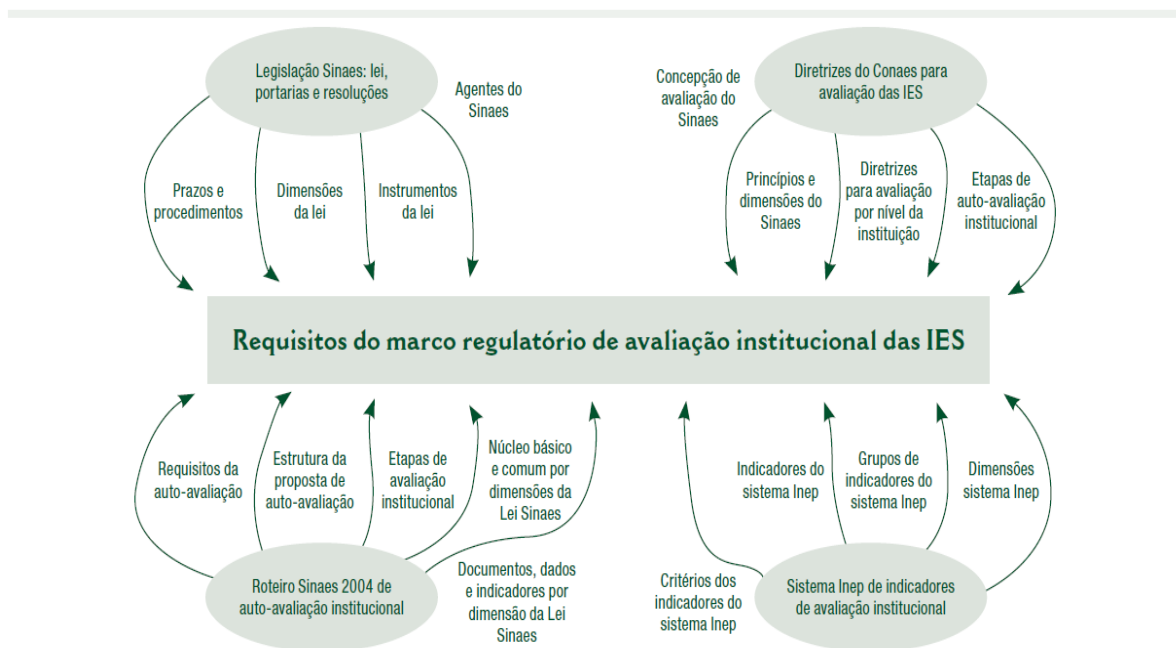 Legislação Sinaes: lei,
portarias e resoluções
Agentes do
Sinaes
Prazos e
procedimentos
Dimensões
da lei
Instrumentos
da lei
Concepção de
avaliação do
Sinaes
Diretrizes do Conaes para
avaliação das IES
Princípios e
dimensões do
Sinaes
Diretrizes
para avaliação
por nível da
instituição
Etapas de
auto-avaliação
institucional
Requisitos do marco regulatório de avaliação institucional das IES
Requisitos da
auto-avaliação
Estrutura da
proposta de
auto-avaliação
Etapas de
avaliação
institucional
Núcleo básico
e comum por
dimensões da
Lei Sinaes
Roteiro Sinaes 2004 de
auto-avaliação institucional
Documentos, dados
e indicadores por
dimensão da Lei
Sinaes
Indicadores do
sistema Inep
Grupos de
indicadores do
sistema Inep
Dimensões
sistema Inep
Critérios dos
indicadores do
sistema Inep
Sistema Inep de indicadores
de avaliação institucional